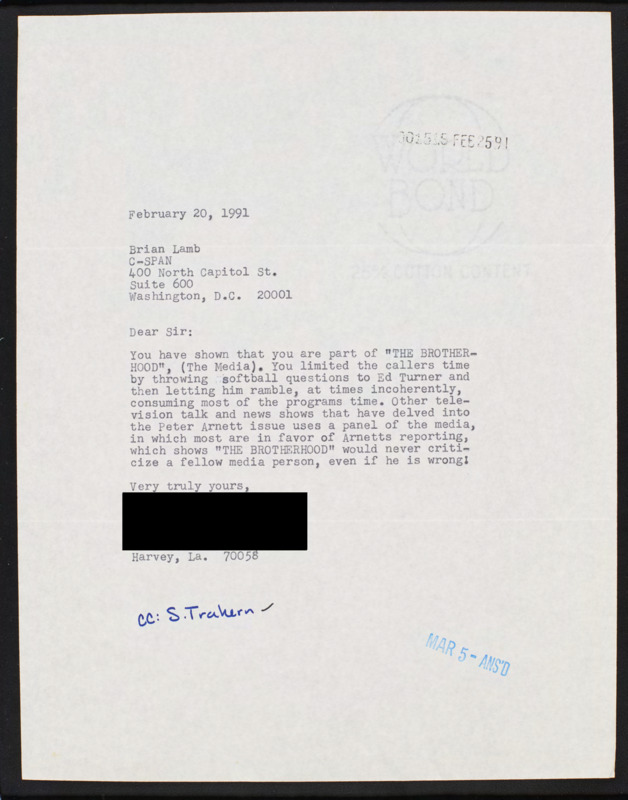 001515 FEB 25 91
WORLD
BOND
25% COTTON CONTENT
February 20, 1991
Brian Lamb
C-SPAN
400 North Capitol St.
Suite 600
Washington, D.C. 20001
Dear Sir:
You have shown that you are part of "THE BROTHER-
HOOD", (The Media). You limited the callers time
by throwing softball questions to Ed Turner and
then letting him ramble, at times incoherently,
consuming most of the programs time. Other tele-
vision talk and news shows that have delved into
the Peter Arnett issue uses a panel of the media,
in which most are in favor of Arnetts reporting,
which shows "THE BROTHERHOOD" would never criti-
cize a fellow media person, even if he is wrong!
Very truly yours,
Harvey, La. 70058
cc: S. Trahern
MAR 5 - ANS'D